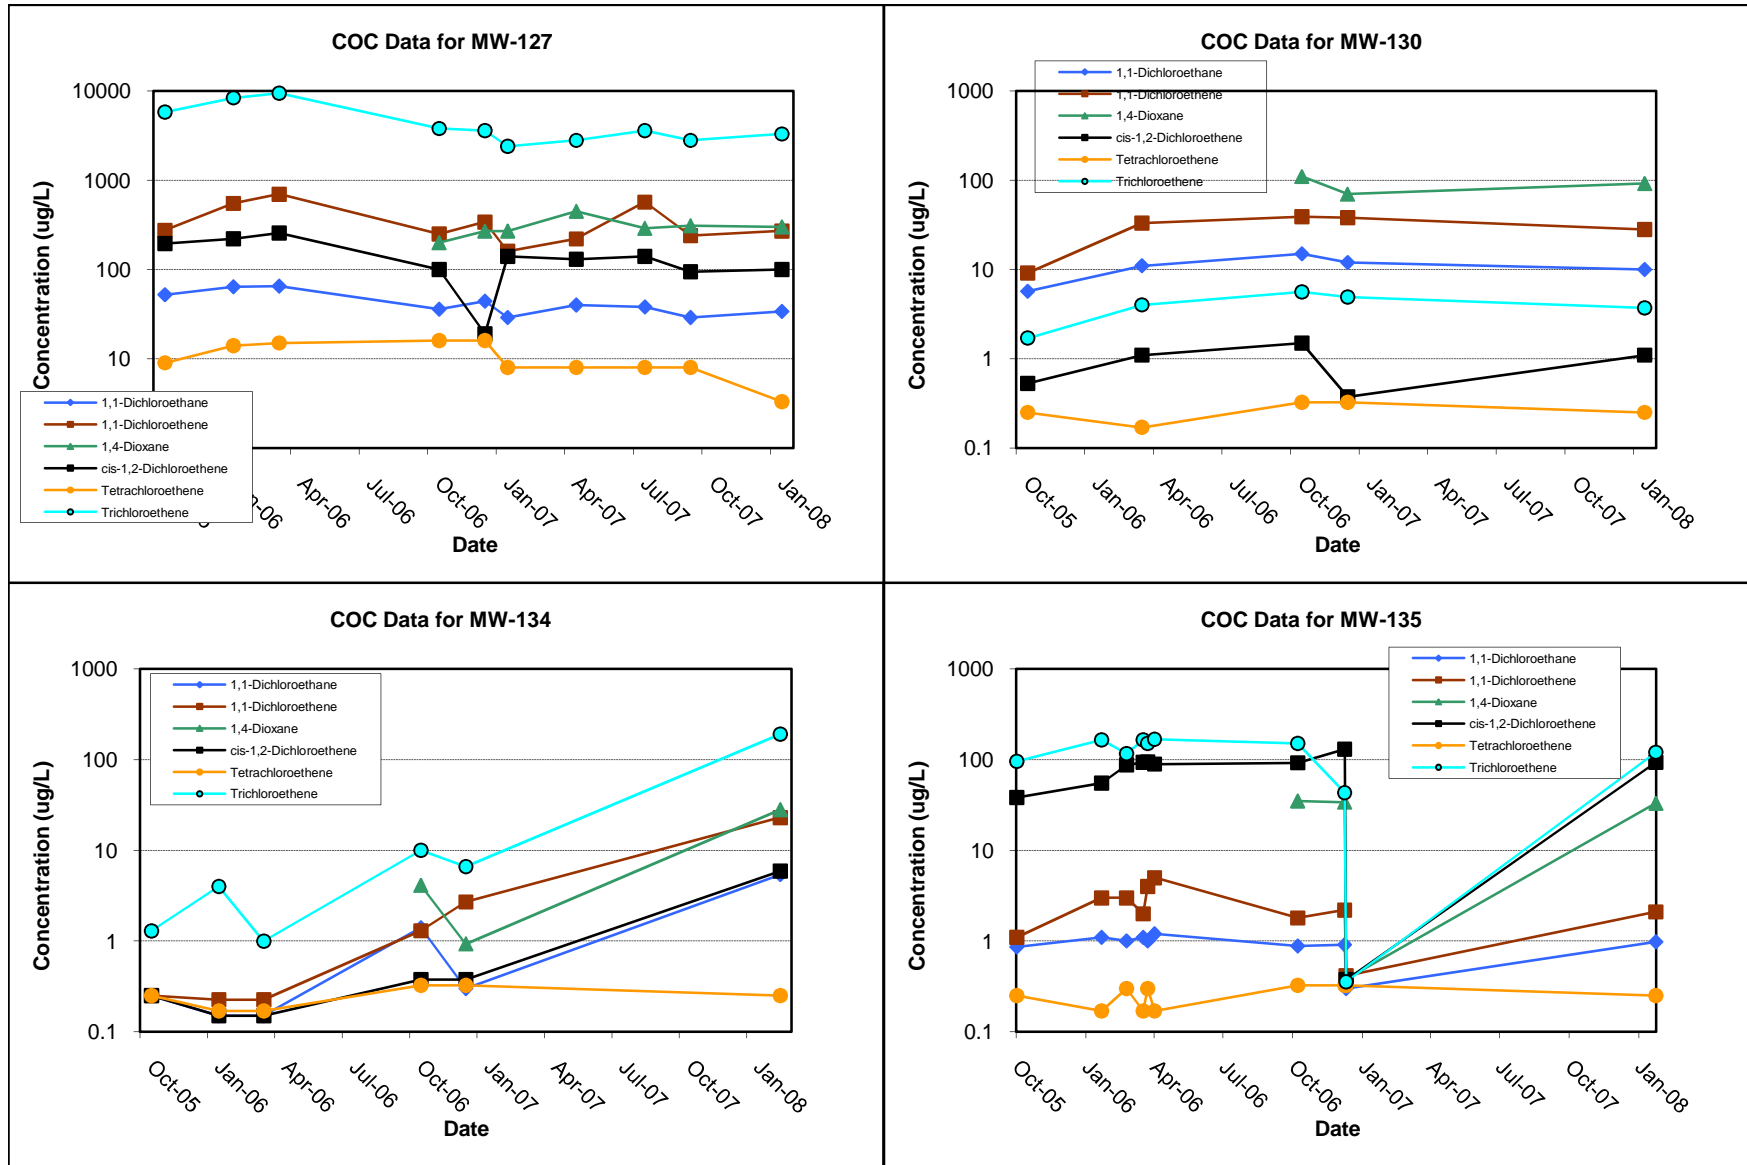 COC Data for MW-127
Concentration (ug/L)
10000
1000
100
10
1,1-Dichloroethane
1,1-Dichloroethene
1,4-Dioxane
cis-1,2-Dichloroethene
Tetrachloroethene
Trichloroethene
Apr-06
Jul-06
Oct-06
Jan-07
Apr-07
Jul-07
Oct-07
Jan-08
Date
COC Data for MW-130
Concentration (ug/L)
1000
100
10
1
0.1
1,1-Dichloroethane
1,1-Dichloroethene
1,4-Dioxane
cis-1,2-Dichloroethene
Tetrachloroethene
Trichloroethene
Oct-05
Jan-06
Apr-06
Jul-06
Oct-06
Jan-07
Apr-07
Jul-07
Oct-07
Jan-08
Date
COC Data for MW-134
Concentration (ug/L)
1000
100
10
1
0.1
1,1-Dichloroethane
1,1-Dichloroethene
1,4-Dioxane
cis-1,2-Dichloroethene
Tetrachloroethene
Trichloroethene
Oct-05
Jan-06
Apr-06
Jul-06
Oct-06
Jan-07
Apr-07
Jul-07
Oct-07
Jan-08
Date
COC Data for MW-135
Concentration (ug/L)
1000
100
10
1
0.1
1,1-Dichloroethane
1,1-Dichloroethene
1,4-Dioxane
cis-1,2-Dichloroethene
Tetrachloroethene
Trichloroethene
Oct-05
Jan-06
Apr-06
Jul-06
Oct-06
Jan-07
Apr-07
Jul-07
Oct-07
Jan-08
Date